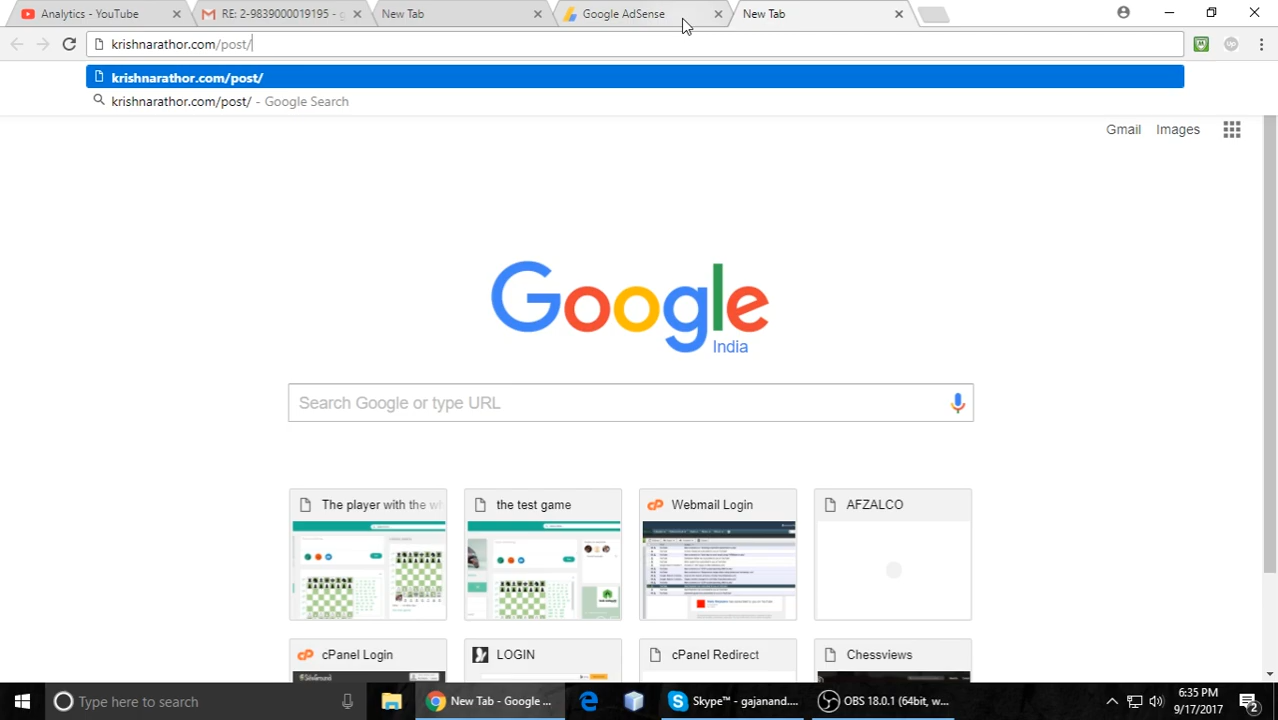 Analytics - YouTube
RE: 2-9839000019195 - g
New Tab
Google AdSense
New Tab
krishnarathor.com/post/
krishnarathor.com/post/
krishnarathor.com/post/ - Google Search
Gmail Images
Google
India
Search Google or type URL
The player with the wh
the test game
Webmail Login
AFZALCO
cPanel Login
LOGIN
cPanel Redirect
Chessviews
Type here to search
New Tab - Google ...
Skype™ - gajanand....
OBS 18.0.1 (64bit, w...
6:35 PM
9/17/2017
2